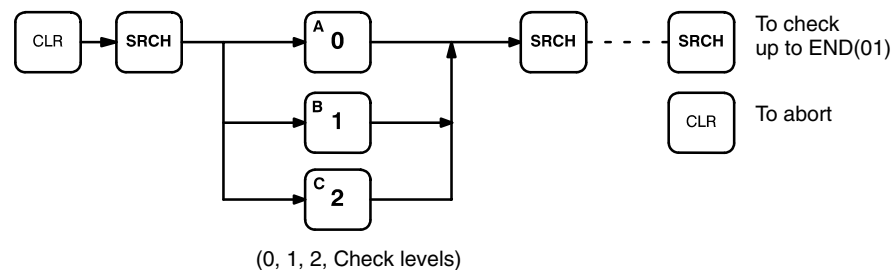 CLR
SRCH
A 0
SRCH
SRCH
To check
up to END(01)
B 1
CLR
To abort
C 2
(0, 1, 2, Check levels)